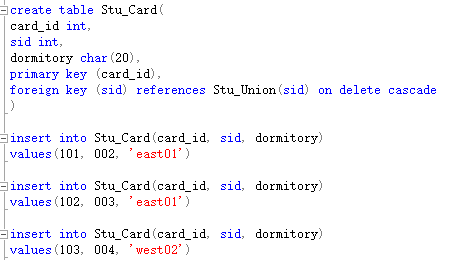 create table Stu_Card(
card_id int,
sid int,
dormitory char(20),
primary key (card_id),
foreign key (sid) references Stu_Union(sid) on delete cascade
)
insert into Stu_Card(card_id, sid, dormitory)
values(101, 002, 'east01')
insert into Stu_Card(card_id, sid, dormitory)
values(102, 003, 'east01')
insert into Stu_Card(card_id, sid, dormitory)
values(103, 004, 'west02')